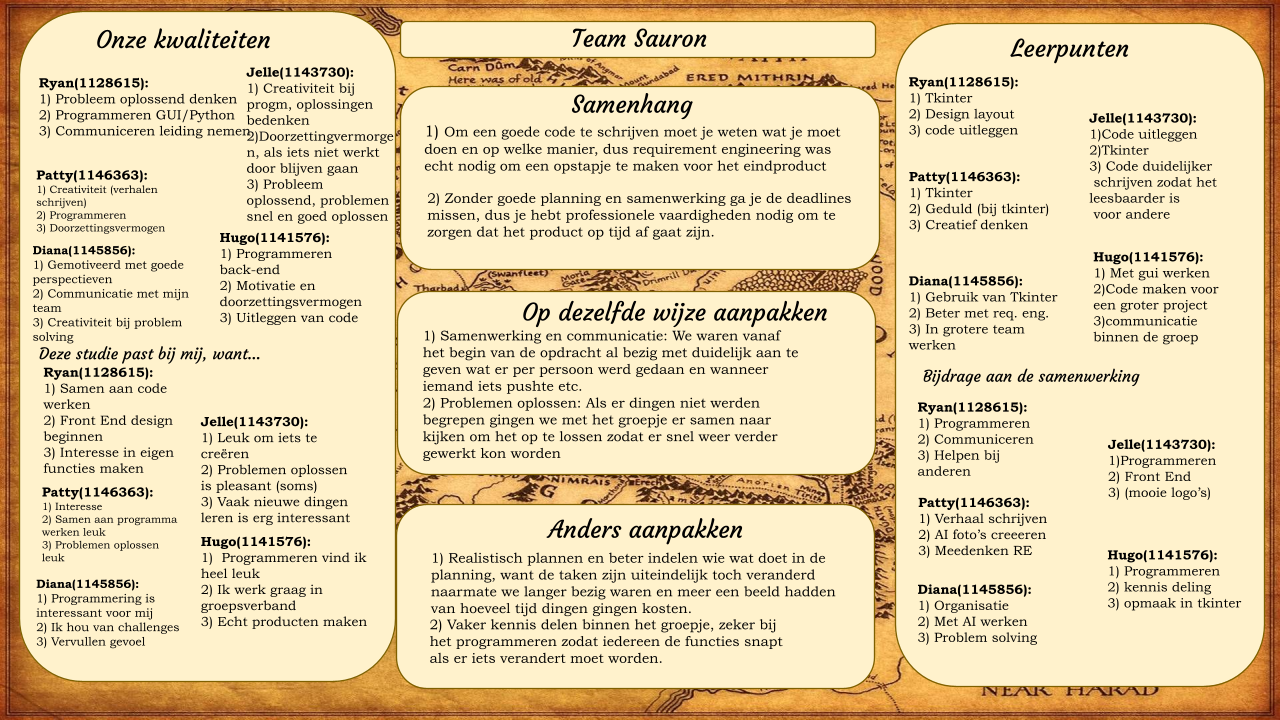 Onze kwaliteiten
Ryan(1128615):
1) Probleem oplossend denken
2) Programmeren GUI/Python
3) Communiceren leiding nemen
Jelle(1143730):
1) Creativiteit bij
progm, oplossingen
bedenken
2)Doorzettingvermorge
n, als iets niet werkt
door blijven gaan
3) Probleem
oplossend, problemen
snel en goed oplossen
Patty(1146363):
1) Creativiteit (verhalen
schrijven)
2) Programmeren
3) Doorzettingsvermogen
Hugo(1141576):
1) Programmeren
back-end
2) Motivatie en
doorzettingsvermogen
3) Uitleggen van code
Diana(1145856):
1) Gemotiveerd met goede
perspectieven
2) Communicatie met mijn
team
3) Creativiteit bij problem
solving
Deze studie past bij mij, want...
Ryan(1128615):
1) Samen aan code
werken
2) Front End design
beginnen
3) Interesse in eigen
functies maken
Jelle(1143730):
1) Leuk om iets te
creëren
2) Problemen oplossen
is pleasant (soms)
3) Vaak nieuwe dingen
leren is erg interessant
Patty(1146363):
1) Interesse
2) Samen aan programma
werken leuk
3) Problemen oplossen
leuk
Hugo(1141576):
1) Programmeren vind ik
heel leuk
2) Ik werk graag in
groepsverband
3) Echt producten maken
Diana(1145856):
1) Programmering is
interessant voor mij
2) Ik hou van challenges
3) Vervullen gevoel
Team Sauron
Carn Dûm
Here was of old
ERED MITHRIN
Samenhang
1) Om een goede code te schrijven moet je weten wat je moet
doen en op welke manier, dus requirement engineering was
echt nodig om een opstapje te maken voor het eindproduct
2) Zonder goede planning en samenwerking ga je de deadlines
missen, dus je hebt professionele vaardigheden nodig om te
zorgen dat het product op tijd af gaat zijn.
(Swanfleet)
Moria
Tharbad
Op dezelfde wijze aanpakken
1) Samenwerking en communicatie: We waren vanaf
het begin van de opdracht al bezig met duidelijk aan te
geven wat er per persoon werd gedaan en wanneer
iemand iets pushte etc.
2) Problemen oplossen: Als er dingen niet werden
begrepen gingen we met het groepje er samen naar
kijken om het op te lossen zodat er snel weer verder
gewerkt kon worden
NIMRAIS
Erech
G
Anders aanpakken
1) Realistisch plannen en beter indelen wie wat doet in de
planning, want de taken zijn uiteindelijk toch veranderd
naarmate we langer bezig waren en meer een beeld hadden
van hoeveel tijd dingen gingen kosten.
2) Vaker kennis delen binnen het groepje, zeker bij
het programmeren zodat iedereen de functies snapt
als er iets verandert moet worden.
Leerpunten
Ryan(1128615):
1) Tkinter
2) Design layout
3) code uitleggen
Jelle(1143730):
1)Code uitleggen
2)Tkinter
3) Code duidelijker
schrijven zodat het
leesbaarder is
voor andere
Patty(1146363):
1) Tkinter
2) Geduld (bij tkinter)
3) Creatief denken
Hugo(1141576):
1) Met gui werken
2)Code maken voor
een groter project
3)communicatie
binnen de groep
Diana(1145856):
1) Gebruik van Tkinter
2) Beter met req. eng.
3) In grotere team
werken
Bijdrage aan de samenwerking
Ryan(1128615):
1) Programmeren
2) Communiceren
3) Helpen bij
anderen
Jelle(1143730):
1)Programmeren
2) Front End
3) (mooie logo's)
Patty(1146363):
1) Verhaal schrijven
2) AI foto's creeeren
3) Meedenken RE
Hugo(1141576):
1) Programmeren
2) kennis deling
3) opmaak in tkinter
Diana(1145856):
1) Organisatie
2) Met AI werken
3) Problem solving
NEAR HARAD